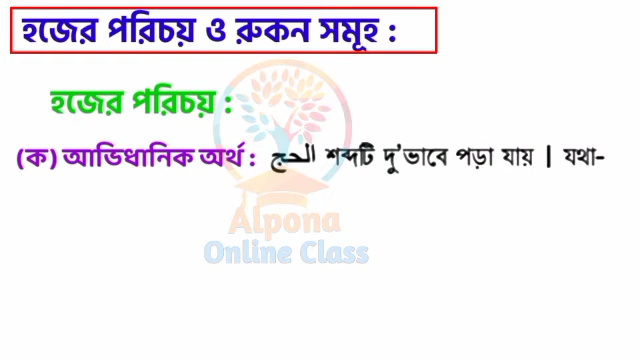 হজের পরিচয় ও রুকন সমূহ :
হজের পরিচয় :
(ক) আভিধানিক অর্থ : الحج শব্দটি দু'ভাবে পড়া যায় | যথা-
Alpona
Online Class